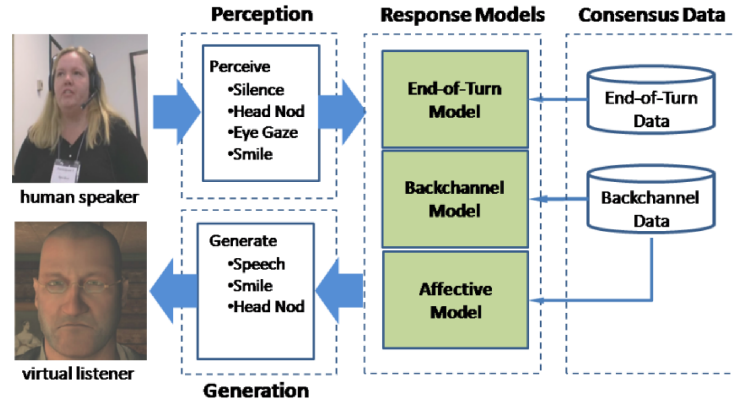 Perception
Response Models
Consensus Data
Perceive
•Silence
•Head Nod
•Eye Gaze
•Smile
human speaker
End-of-Turn
Model
End-of-Turn
Data
Backchannel
Model
Backchannel
Data
Generate
•Speech
•Smile
•Head Nod
Affective
Model
virtual listener
Generation